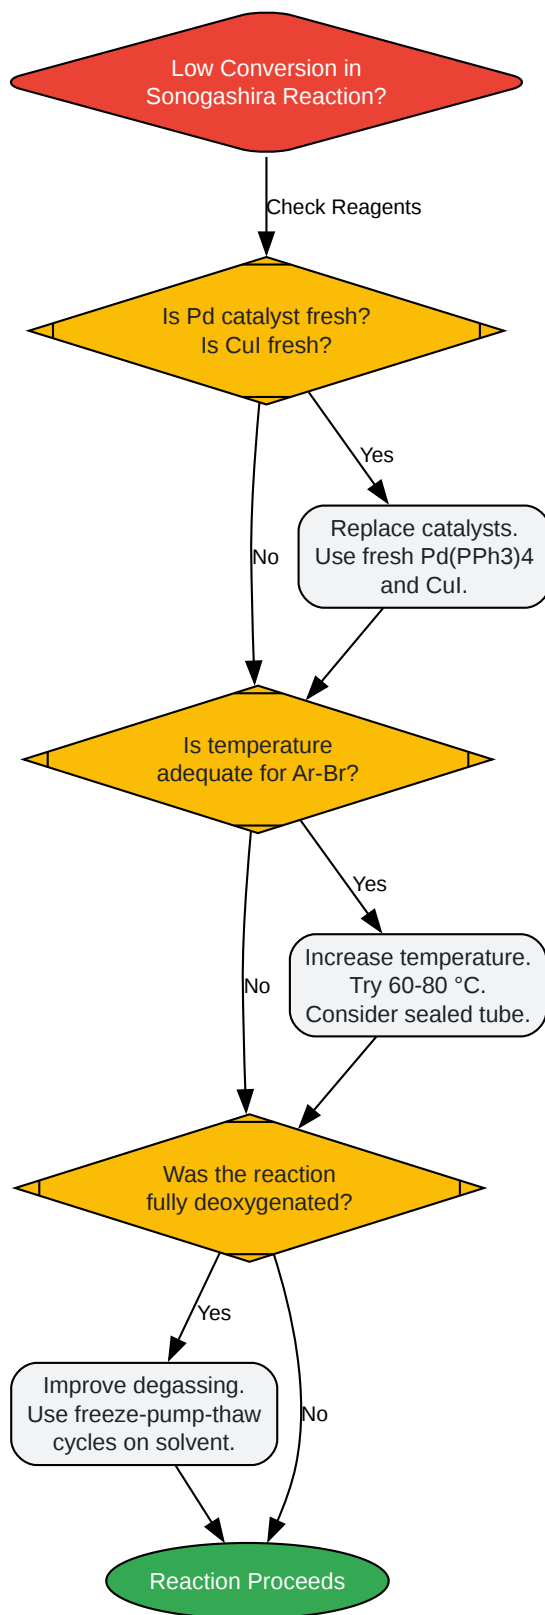 Low Conversion in
Sonogashira Reaction?
Check Reagents
Is Pd catalyst fresh?
Is CuI fresh?
Yes
No
Replace catalysts.
Use fresh Pd(PPh3)4
and CuI.
Is temperature
adequate for Ar-Br?
Yes
No
Increase temperature.
Try 60-80 °C.
Consider sealed tube.
Was the reaction
fully deoxygenated?
Yes
No
Improve degassing.
Use freeze-pump-thaw
cycles on solvent.
Reaction Proceeds